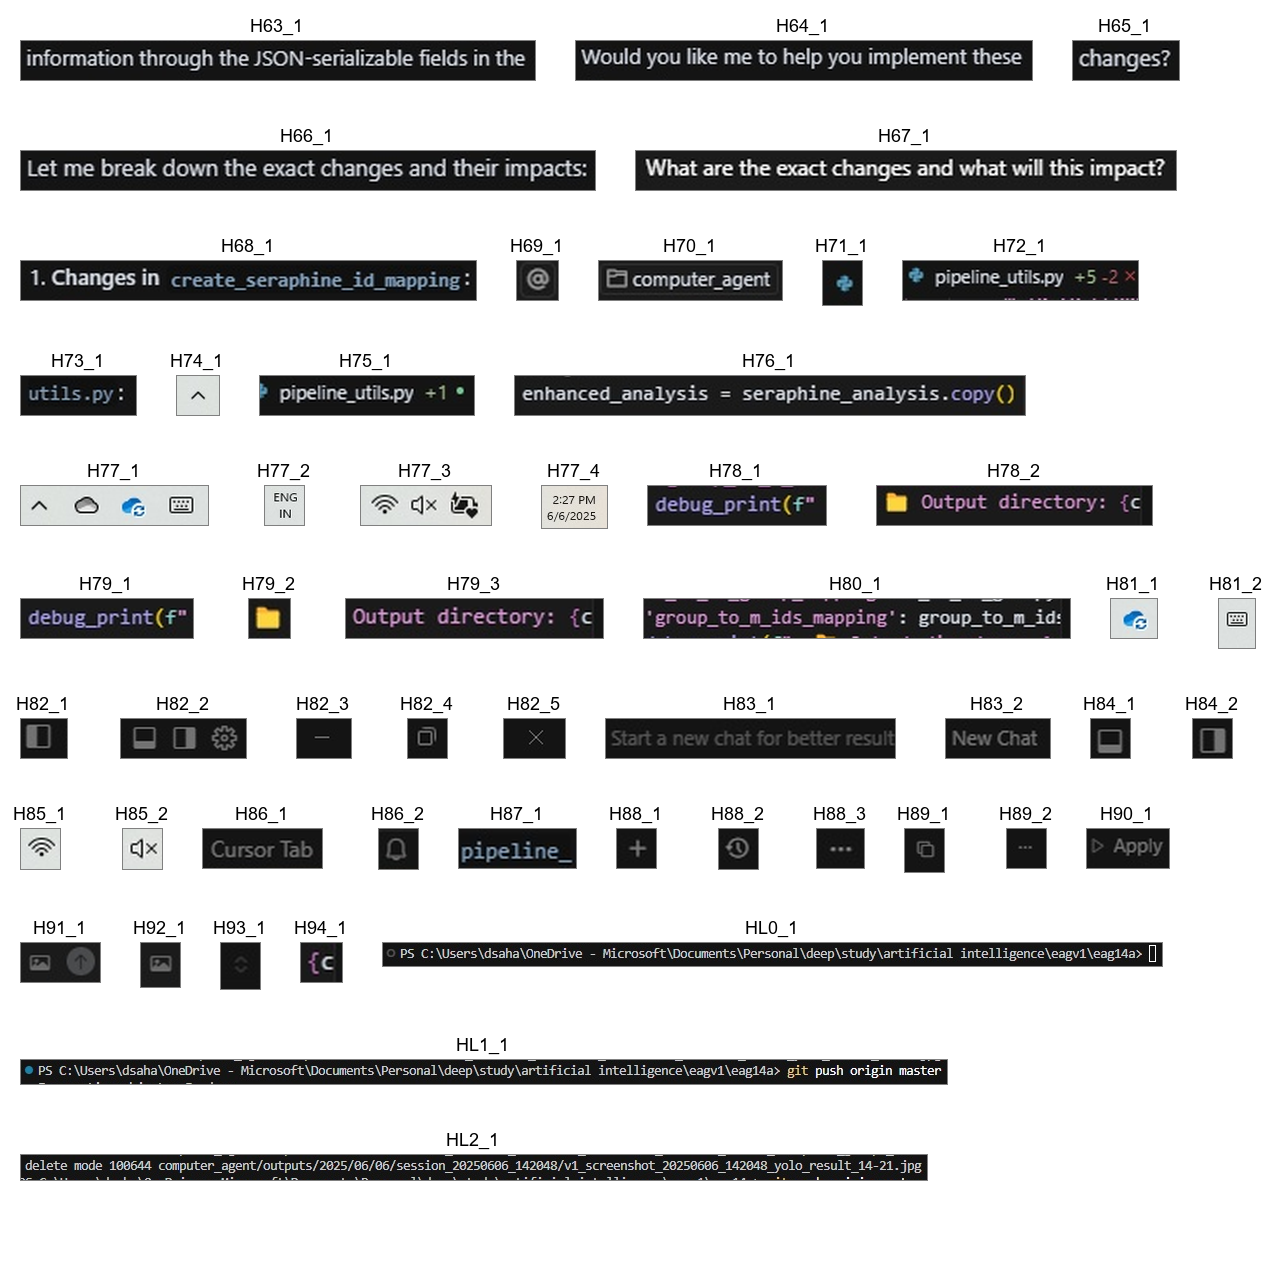 H63_1 H64_1 H65_1
information through the JSON-serializable fields in the Would you like me to help you implement these changes?
H66_1 H67_1
Let me break down the exact changes and their impacts: What are the exact changes and what will this impact?
H68_1 H69_1 H70_1 H71_1 H72_1
1. Changes in create_seraphine_id_mapping: @ computer_agent pipeline_utils.py +5 -2 ×
H73_1 H74_1 H75_1 H76_1
utils.py: pipeline_utils.py +1 enhanced_analysis = seraphine_analysis.copy()
H77_1 H77_2 H77_3 H77_4 H78_1 H78_2
ENG
IN
2:27 PM
6/6/2025
debug_print(f" Output directory: {c
H79_1 H79_2 H79_3 H80_1 H81_1 H81_2
debug_print(f" Output directory: {c 'group_to_m_ids_mapping': group_to_m_ids
H82_1 H82_2 H82_3 H82_4 H82_5 H83_1 H83_2 H84_1 H84_2
Start a new chat for better result New Chat
H85_1 H85_2 H86_1 H86_2 H87_1 H88_1 H88_2 H88_3 H89_1 H89_2 H90_1
Cursor Tab pipeline_ + Apply
H91_1 H92_1 H93_1 H94_1 HL0_1
{c PS C:\Users\dsaha\OneDrive - Microsoft\Documents\Personal\deep\study\artificial intelligence\eagv1\eag14a>
HL1_1
PS C:\Users\dsaha\OneDrive - Microsoft\Documents\Personal\deep\study\artificial intelligence\eagv1\eag14a> git push origin master
HL2_1
delete mode 100644 computer_agent/outputs/2025/06/06/session_20250606_142048/v1_screenshot_20250606_142048_yolo_result_14-21.jpg